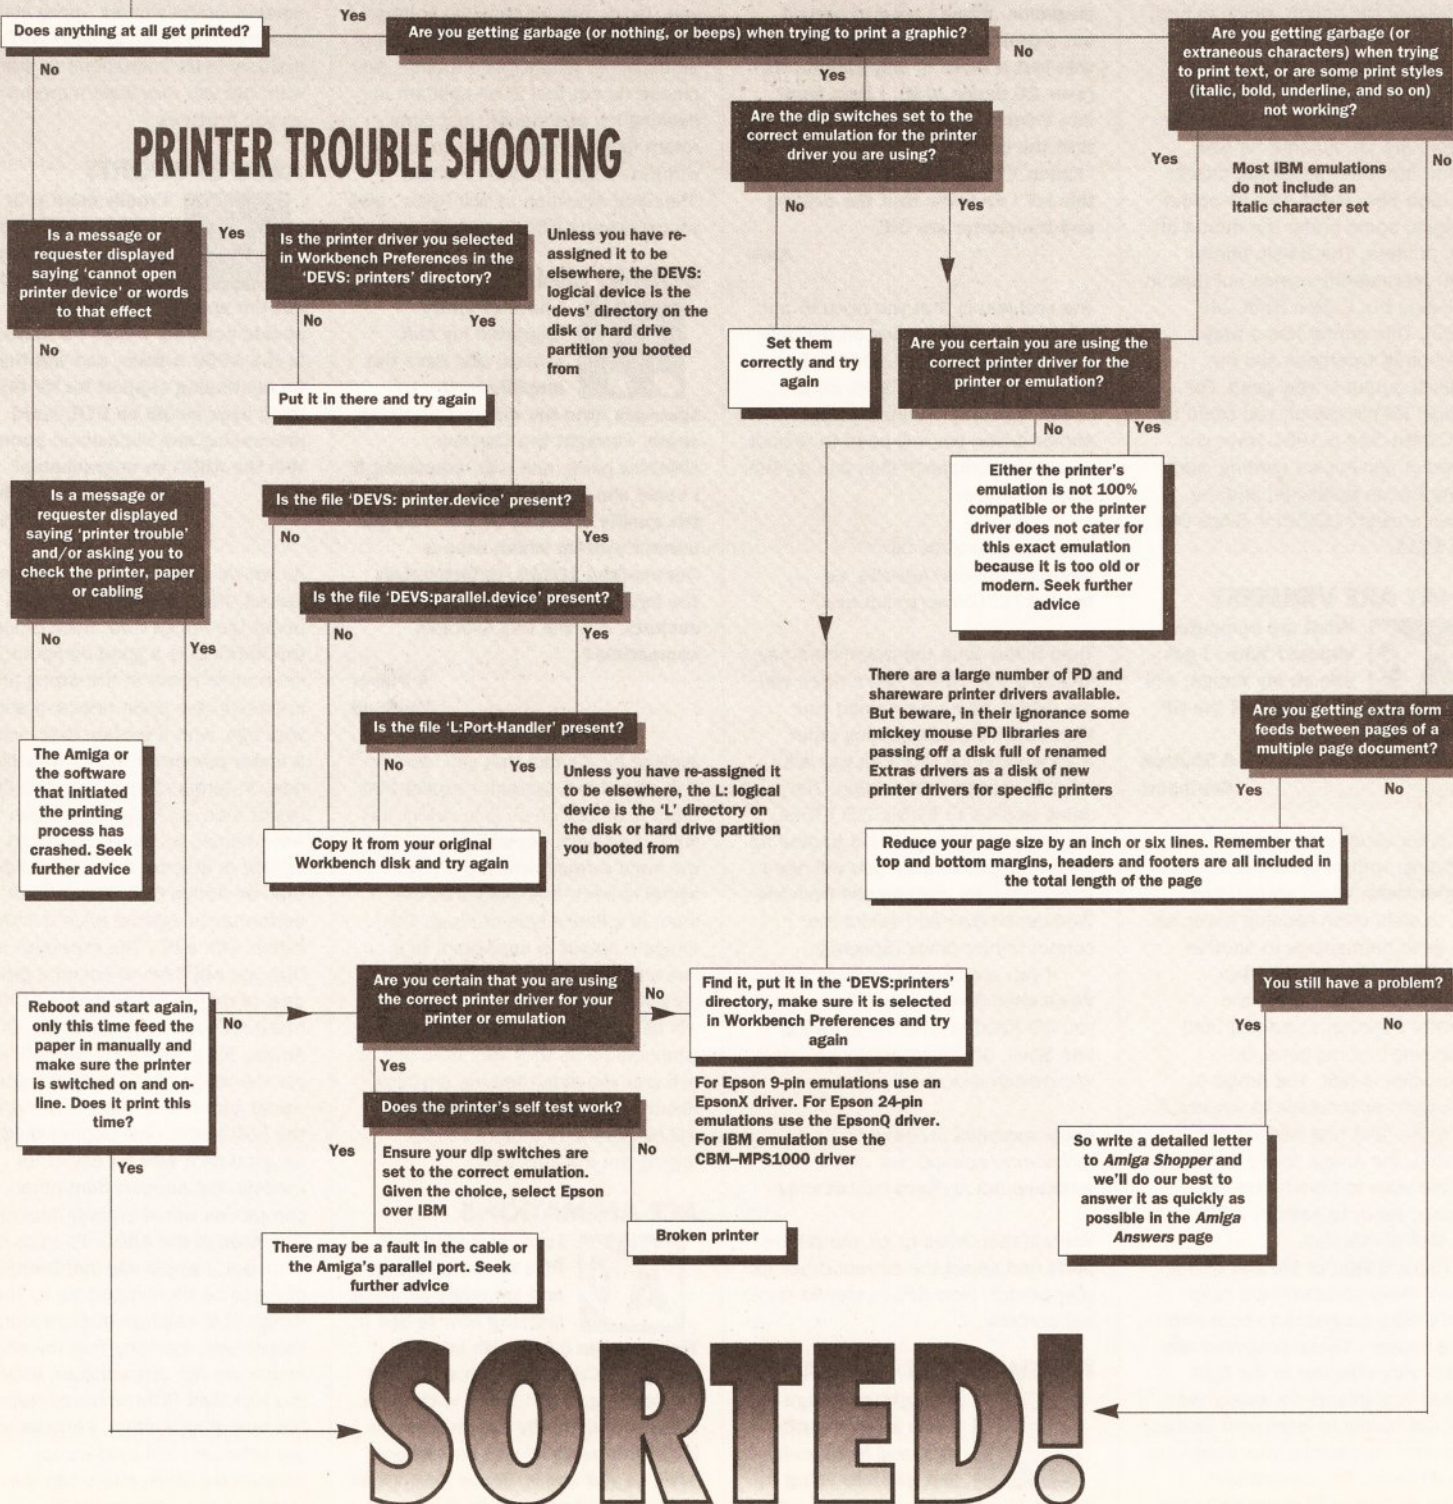 Does anything at all get printed?
Yes
Are you getting garbage (or nothing, or beeps) when trying to print a graphic?
No
Are you getting garbage (or
extraneous characters) when trying
to print text, or are some print styles
(italic, bold, underline, and so on)
not working?
No
Yes
Are the dip switches set to the
correct emulation for the printer
driver you are using?
Yes
No
Most IBM emulations
do not include an
italic character set
PRINTER TROUBLE SHOOTING
No
Yes
Is a message or
requester displayed
saying ‘cannot open
printer device’ or words
to that effect
Yes
Is the printer driver you selected
in Workbench Preferences in the
‘DEVS: printers’ directory?
Unless you have re-
assigned it to be
elsewhere, the DEVS:
logical device is the
‘devs’ directory on the
disk or hard drive
partition you booted
from
No
Yes
No
Put it in there and try again
Set them
correctly and try
again
Are you certain you are using the
correct printer driver for the
printer or emulation?
No
Yes
Either the printer’s
emulation is not 100%
compatible or the printer
driver does not cater for
this exact emulation
because it is too old or
modern. Seek further
advice
Is a message or
requester displayed
saying ‘printer trouble’
and/or asking you to
check the printer, paper
or cabling
Is the file ‘DEVS: printer.device’ present?
No
Yes
Is the file ‘DEVS:parallel.device’ present?
No
Yes
No
Yes
There are a large number of PD and
shareware printer drivers available.
But beware, in their ignorance some
mickey mouse PD libraries are
passing off a disk full of renamed
Extras drivers as a disk of new
printer drivers for specific printers
Are you getting extra form
feeds between pages of a
multiple page document?
Yes
No
Is the file ‘L:Port-Handler’ present?
No
Yes
Unless you have re-assigned it
to be elsewhere, the L: logical
device is the ‘L’ directory on
the disk or hard drive partition
you booted from
The Amiga or
the software
that initiated
the printing
process has
crashed. Seek
further advice
Copy it from your original
Workbench disk and try again
Reduce your page size by an inch or six lines. Remember that
top and bottom margins, headers and footers are all included in
the total length of the page
Reboot and start again,
only this time feed the
paper in manually and
make sure the printer
is switched on and on-
line. Does it print this
time?
No
Are you certain that you are using
the correct printer driver for your
printer or emulation
No
Find it, put it in the ‘DEVS:printers’
directory, make sure it is selected
in Workbench Preferences and try
again
You still have a problem?
Yes
No
Yes
Does the printer’s self test work?
For Epson 9-pin emulations use an
EpsonX driver. For Epson 24-pin
emulations use the EpsonQ driver.
For IBM emulation use the
CBM–MPS1000 driver
Yes
Yes
Ensure your dip switches are
set to the correct emulation.
Given the choice, select Epson
over IBM
No
So write a detailed letter
to Amiga Shopper and
we’ll do our best to
answer it as quickly as
possible in the Amiga
Answers page
There may be a fault in the cable or
the Amiga’s parallel port. Seek
further advice
Broken printer
SORTED!